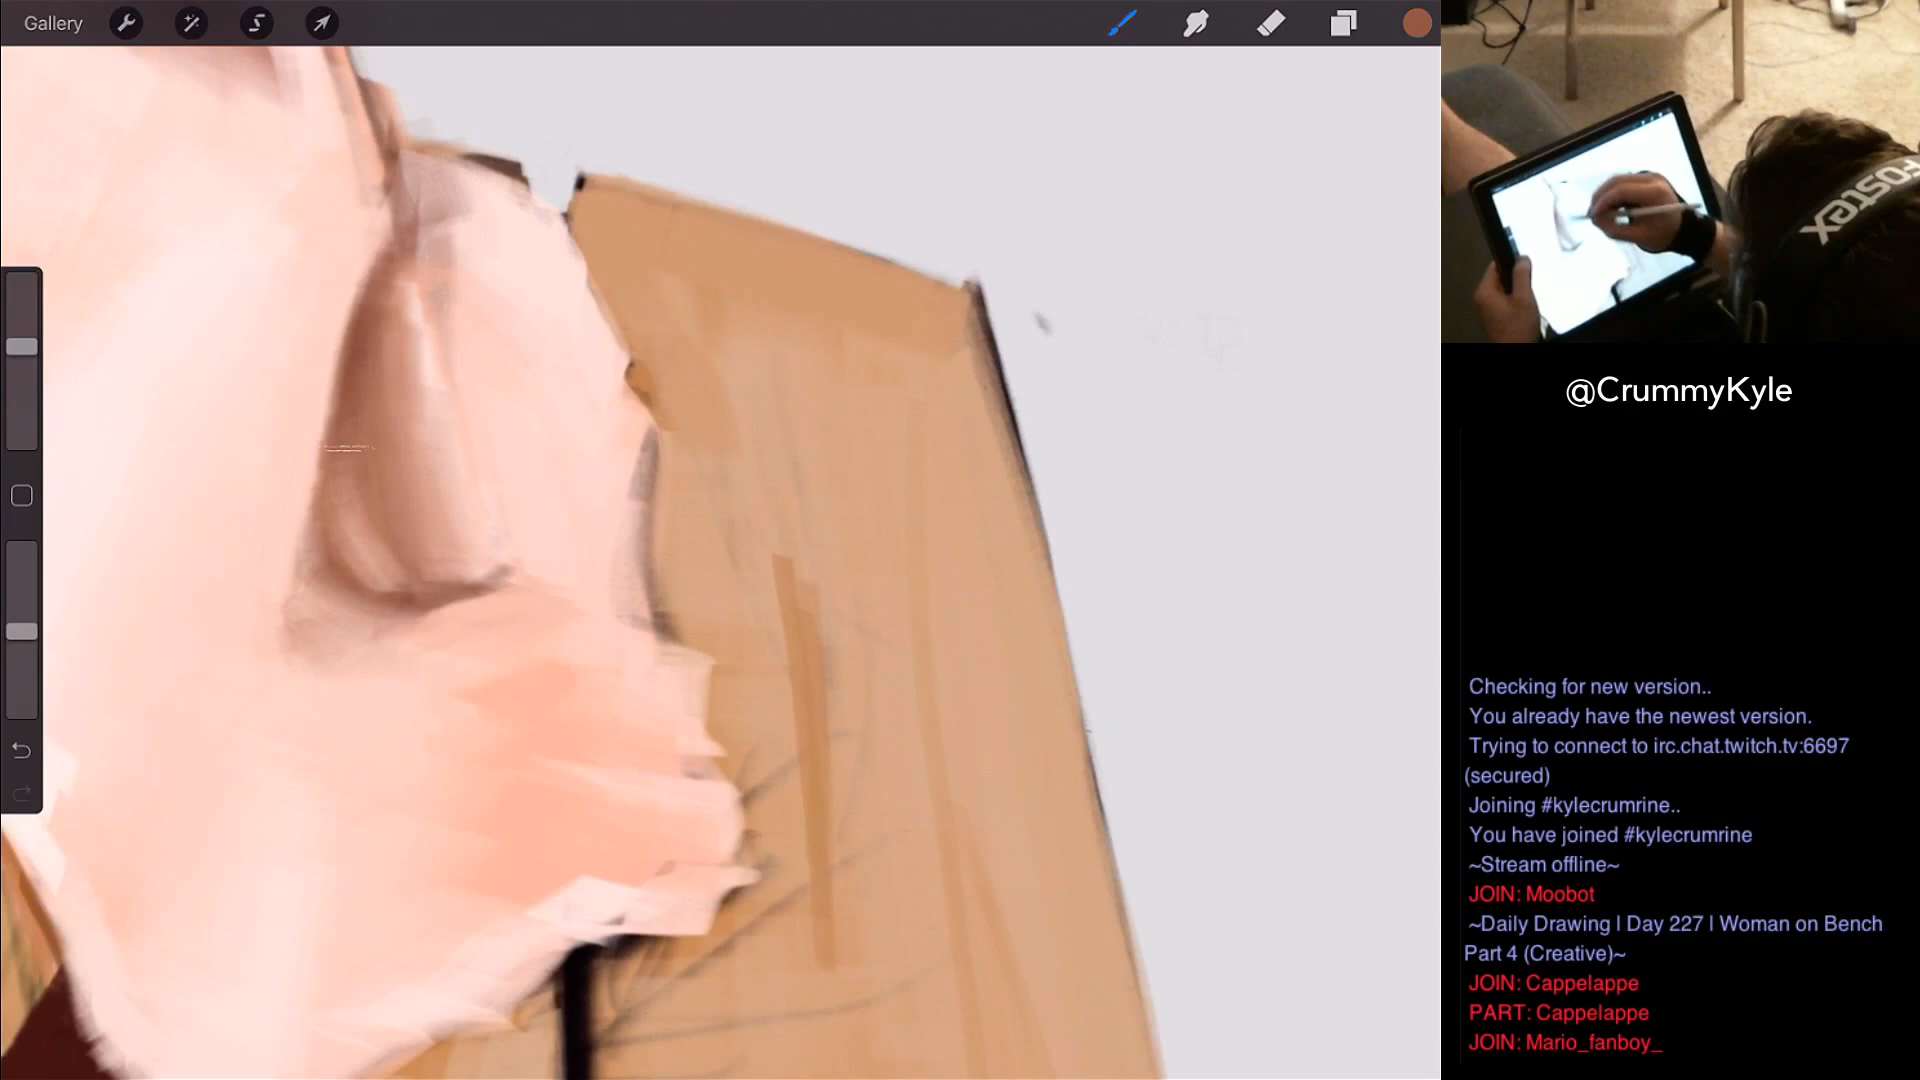 Gallery
FOSTEX
@CrummyKyle
Checking for new version..
You already have the newest version.
Trying to connect to irc.chat.twitch.tv:6697
(secured)
Joining #kylecrumrine..
You have joined #kylecrumrine
~Stream offline~
JOIN: Moobot
~Daily Drawing | Day 227 | Woman on Bench
Part 4 (Creative)~
JOIN: Cappelappe
PART: Cappelappe
JOIN: Mario_fanboy_